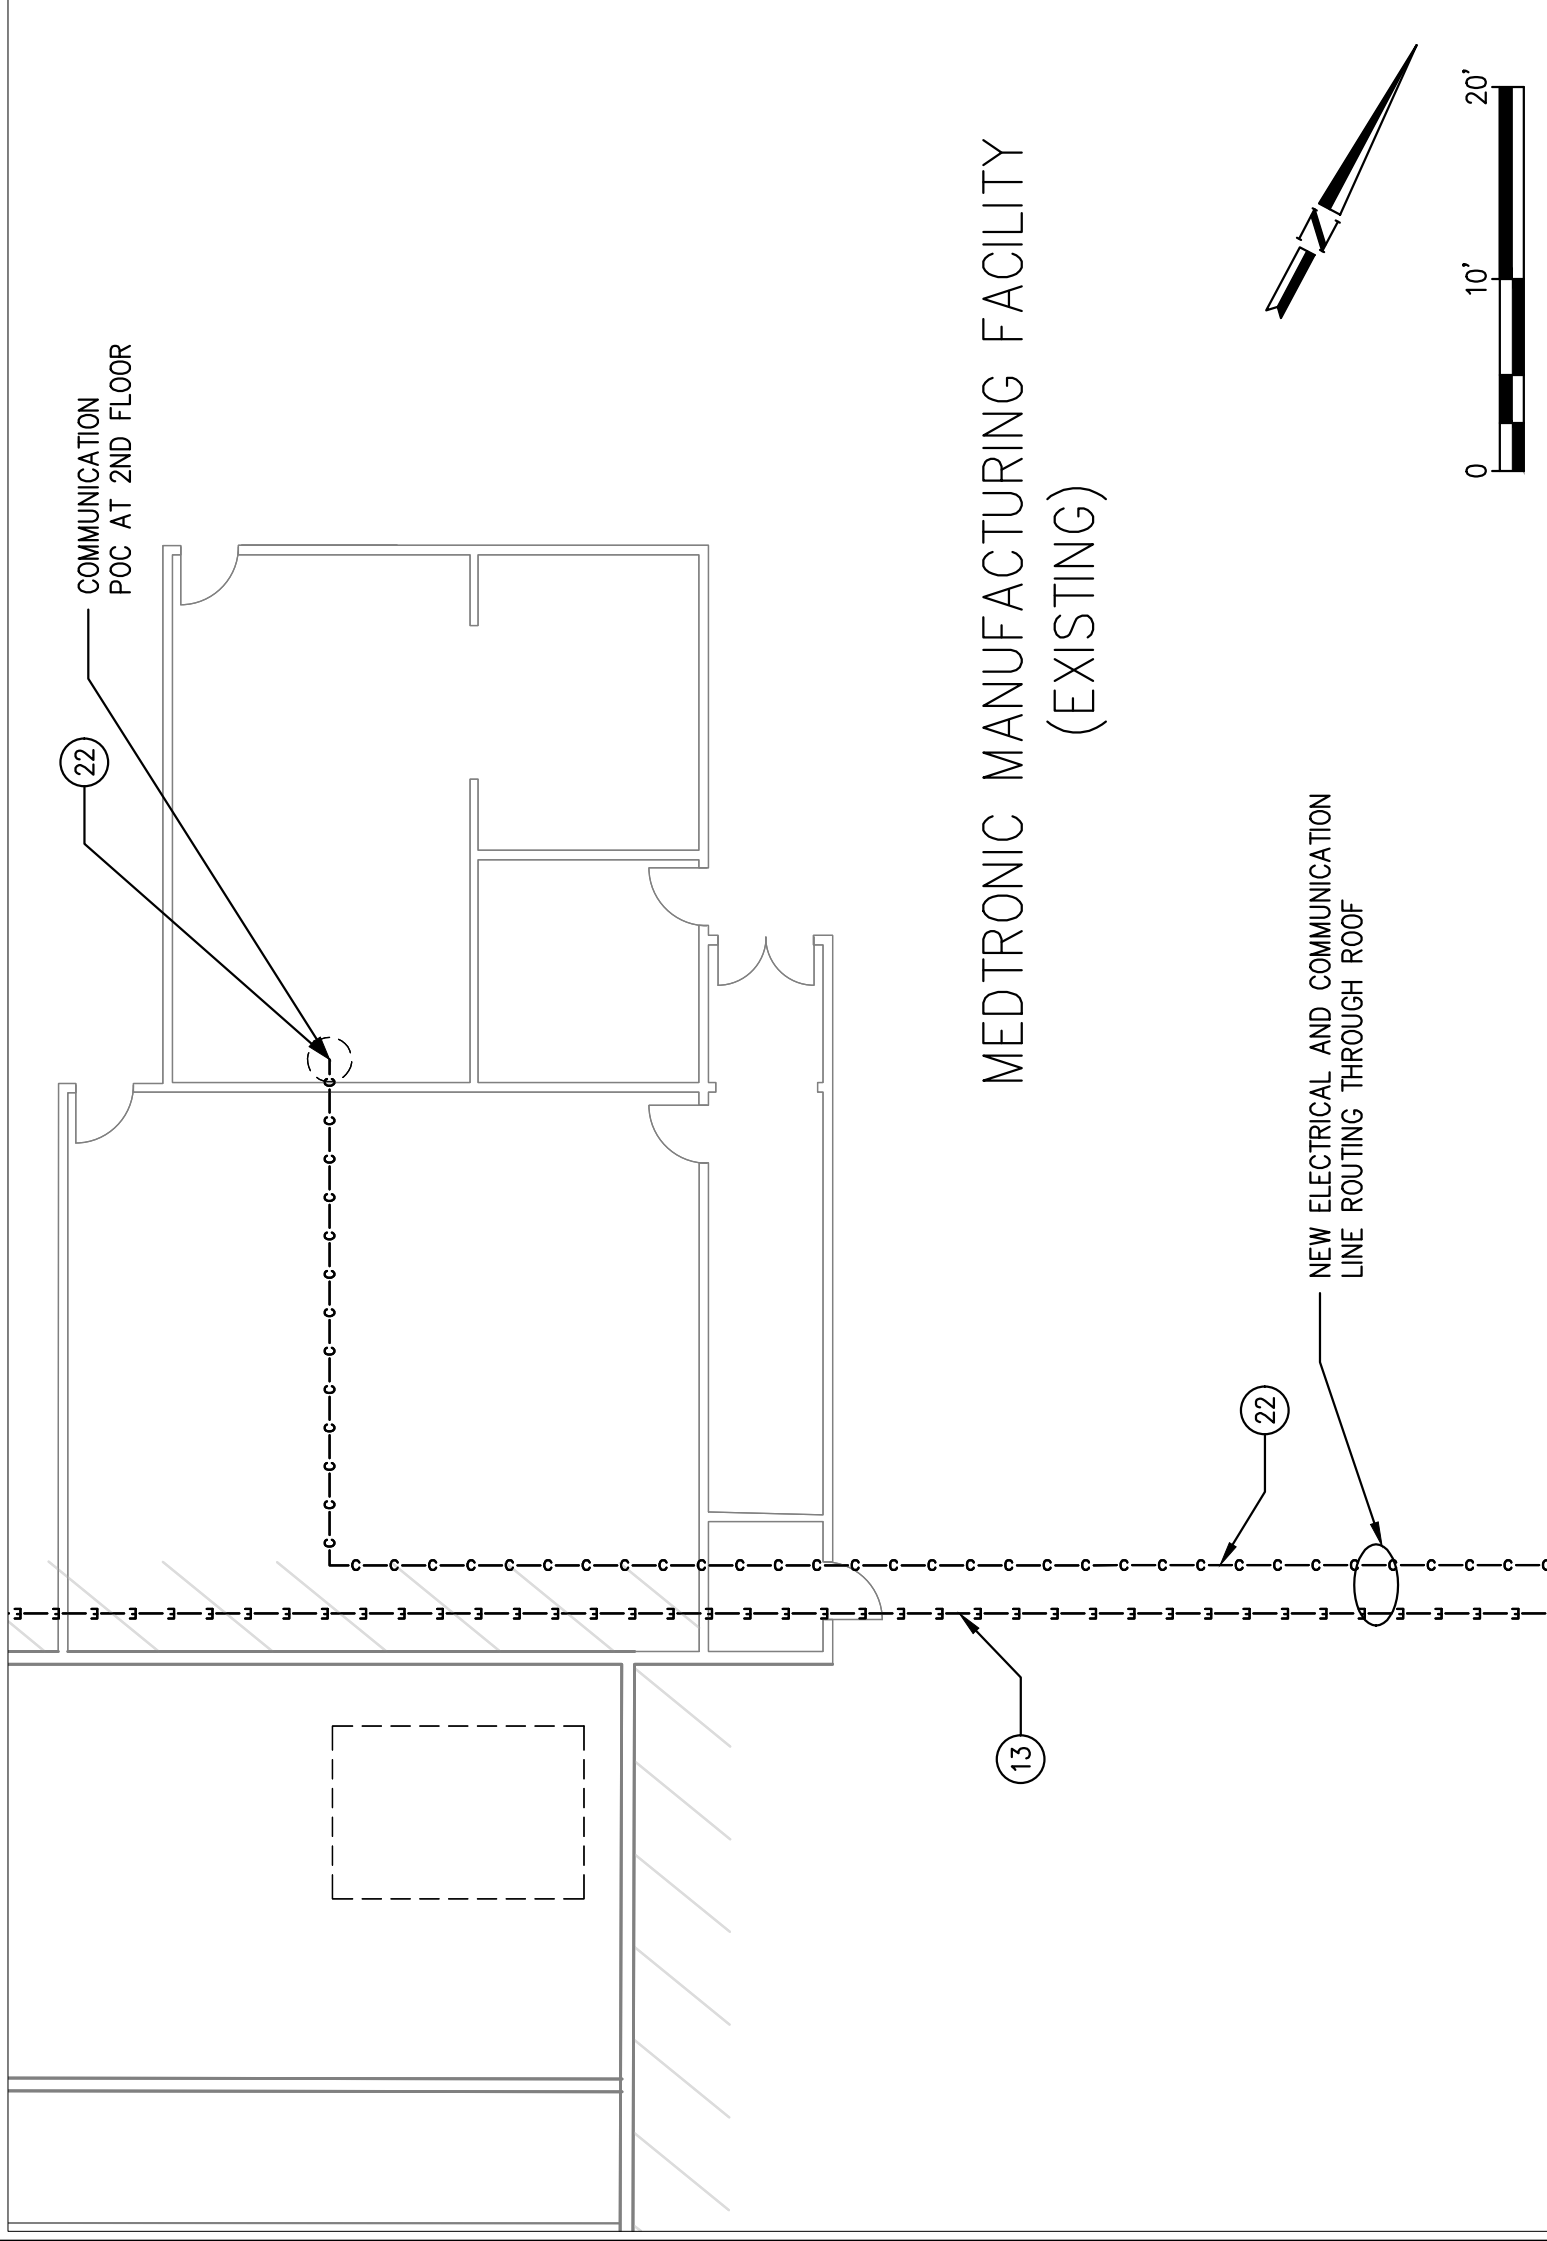 COMMUNICATION
POC AT 2ND FLOOR
22
MEDTRONIC MANUFACTURING FACILITY
(EXISTING)
N
0 10' 20'
NEW ELECTRICAL AND COMMUNICATION
LINE ROUTING THROUGH ROOF
22
13
C C C C C C C C C C C C C
C C C C C C C C C C C C C C C C C C C C C C C C C C C C C C C C
E E E E E E E E E E E E E E E E E E E E E E E E E E E E E E E E E E E E E E E E